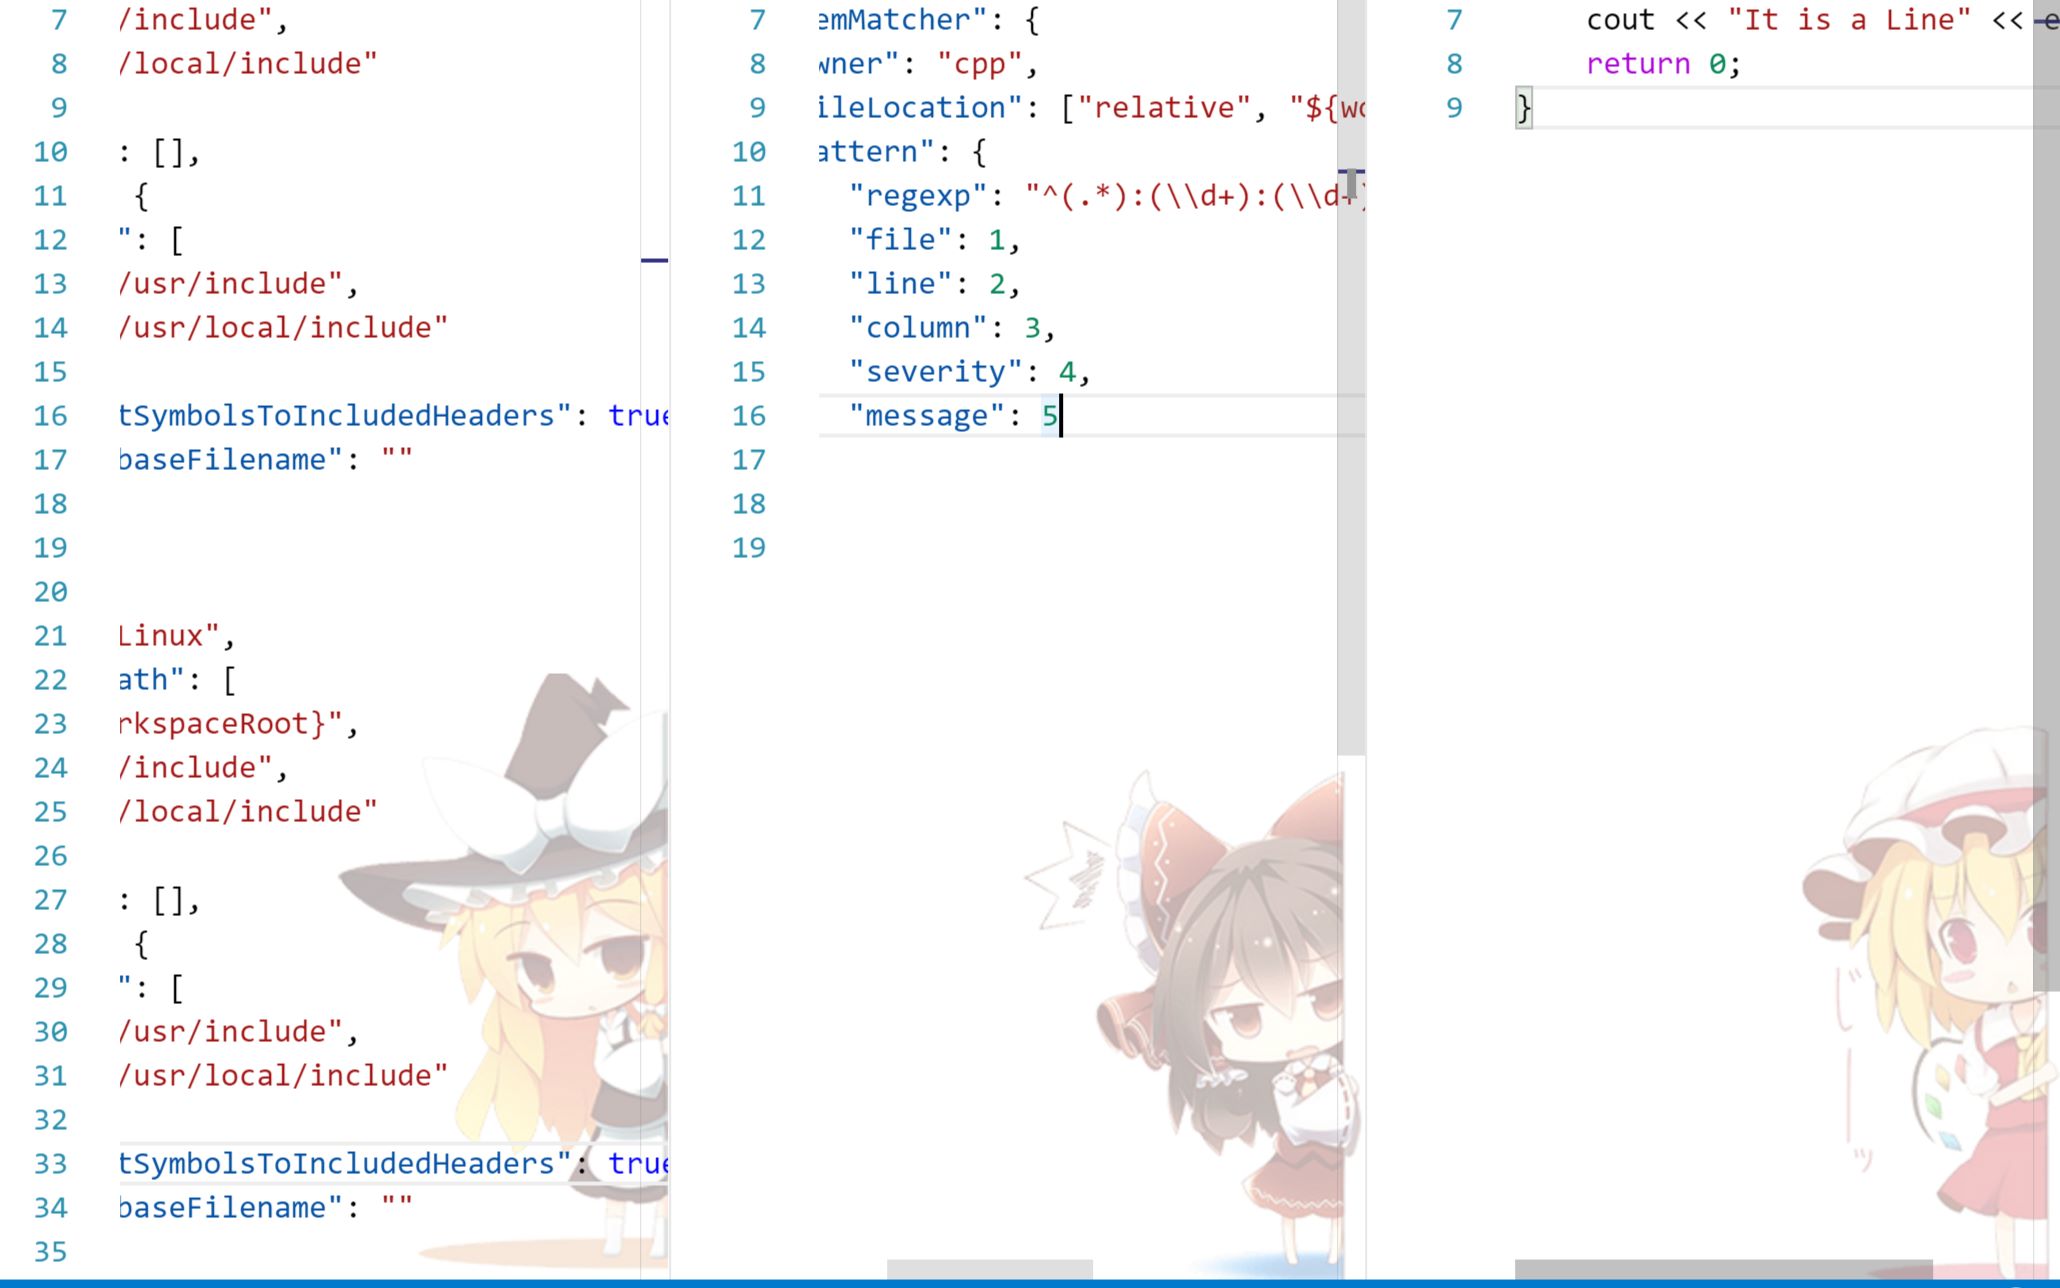 7 /include",
8 /local/include"
9
10 : [],
11 {
12 ": [
13 /usr/include",
14 /usr/local/include"
15
16 tSymbolsToIncludedHeaders": true
17 baseFilename": ""
18
19
20
21 Linux",
22 ath": [
23 rkspaceRoot}",
24 /include",
25 /local/include"
26
27 : [],
28 {
29 ": [
30 /usr/include",
31 /usr/local/include"
32
33 tSymbolsToIncludedHeaders": true
34 baseFilename": ""
35
7 emMatcher": {
8 wner": "cpp",
9 ileLocation": ["relative", "${wo
10 attern": {
11 "regexp": "^(.*):(\\d+):(\\d+)
12 "file": 1,
13 "line": 2,
14 "column": 3,
15 "severity": 4,
16 "message": 5
17
18
19
7 cout << "It is a Line" << e
8 return 0;
9 }